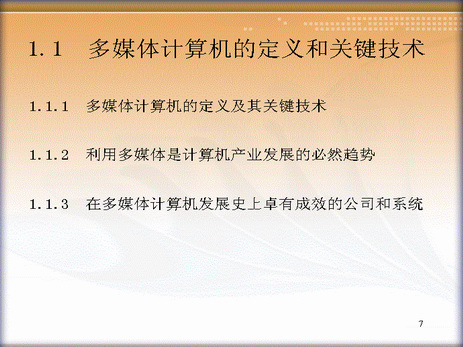 1.1 多媒体计算机的定义和关键技术
1.1.1 多媒体计算机的定义及其关键技术
1.1.2 利用多媒体是计算机产业发展的必然趋势
1.1.3 在多媒体计算机发展史上卓有成效的公司和系统
7